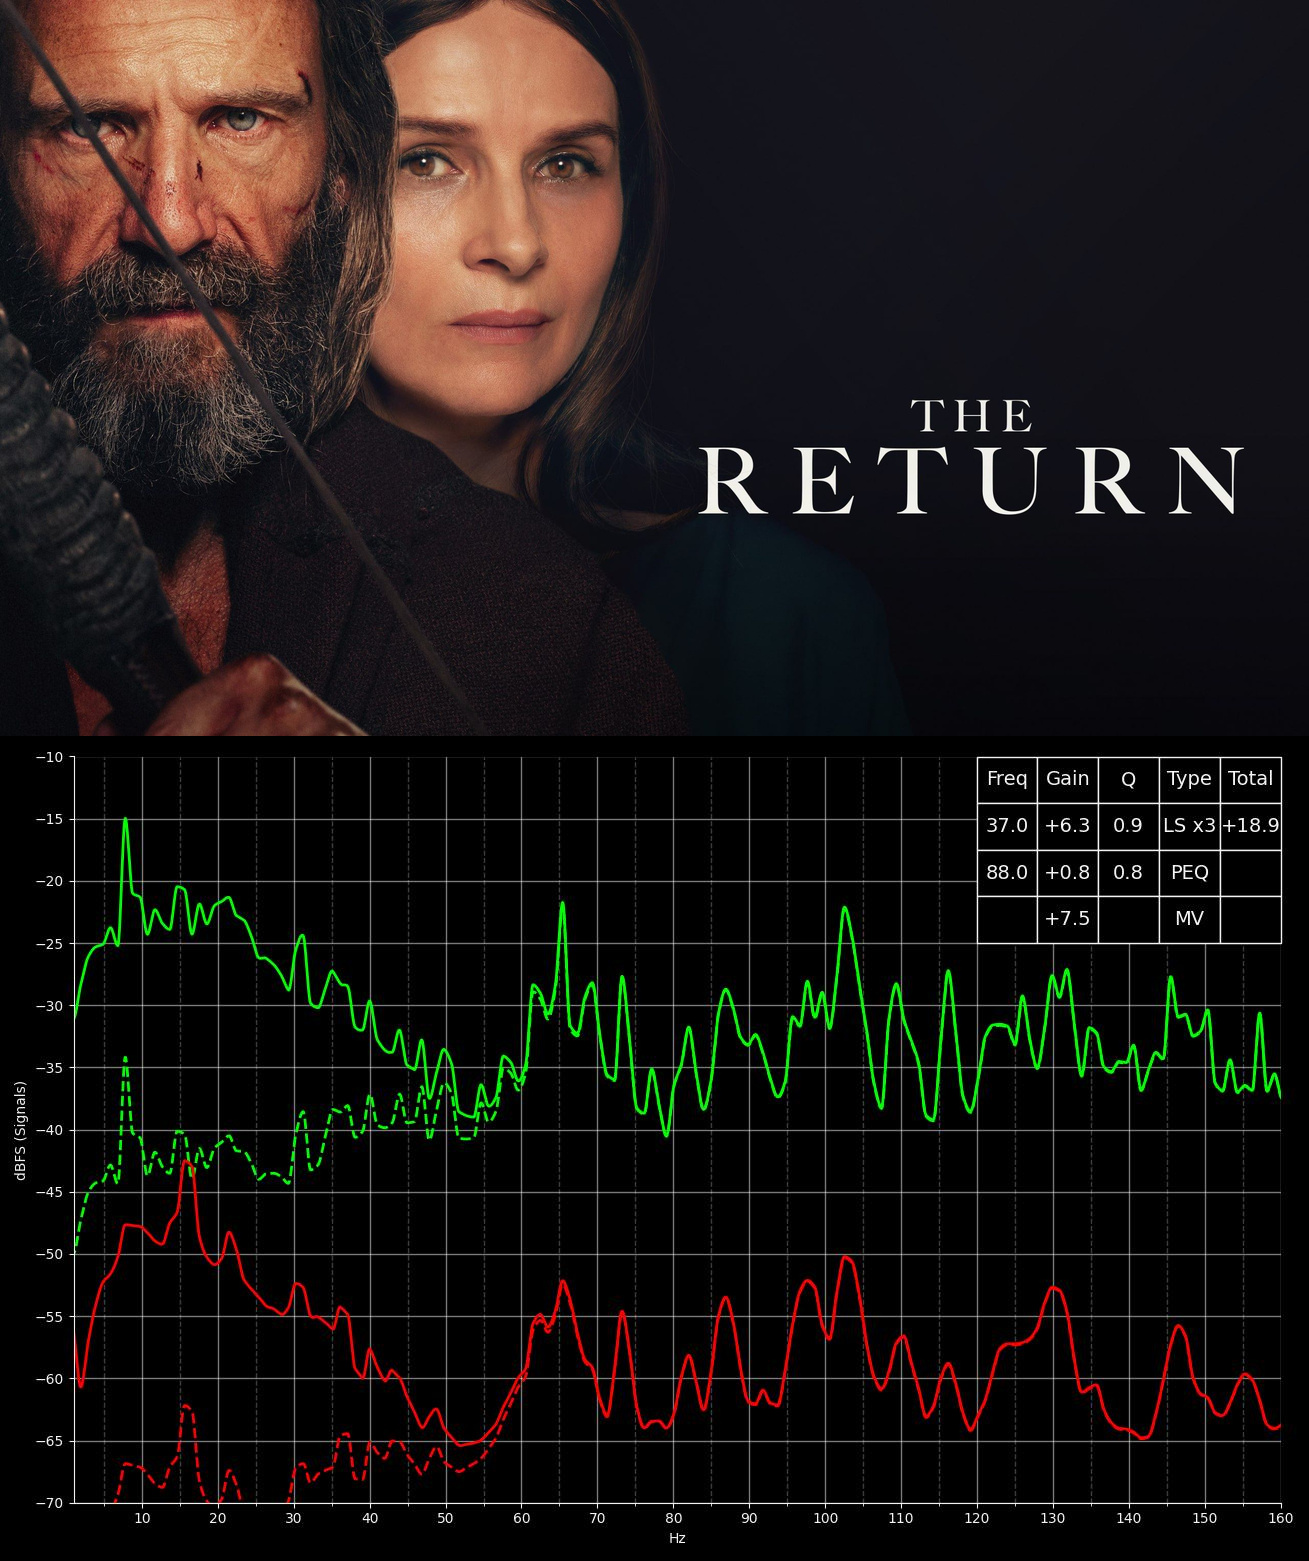 THE
RETURN
Freq Gain Q Type Total
37.0 +6.3 0.9 LS x3 +18.9
88.0 +0.8 0.8 PEQ
+7.5 MV
−10
−15
−20
−25
−30
−35
−40
−45
−50
−55
−60
−65
−70
dBFS (Signals)
10 20 30 40 50 60 70 80 90 100 110 120 130 140 150 160
Hz